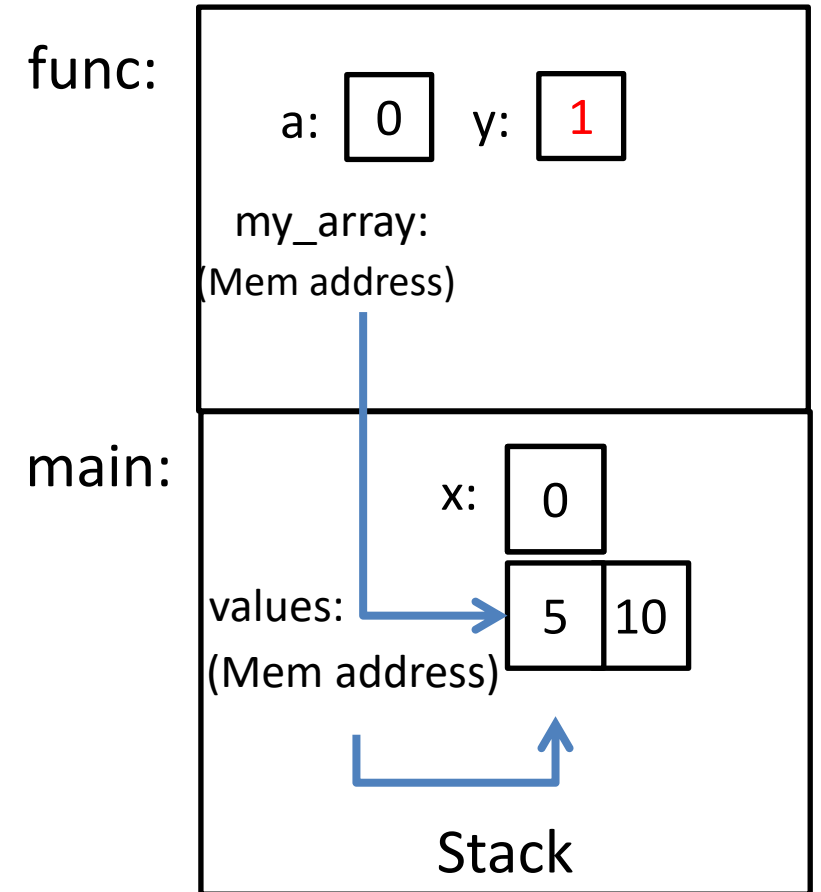 func:
a: 0 y: 1
my_array:
(Mem address)
main:
x: 0
values: 5 10
(Mem address)
Stack